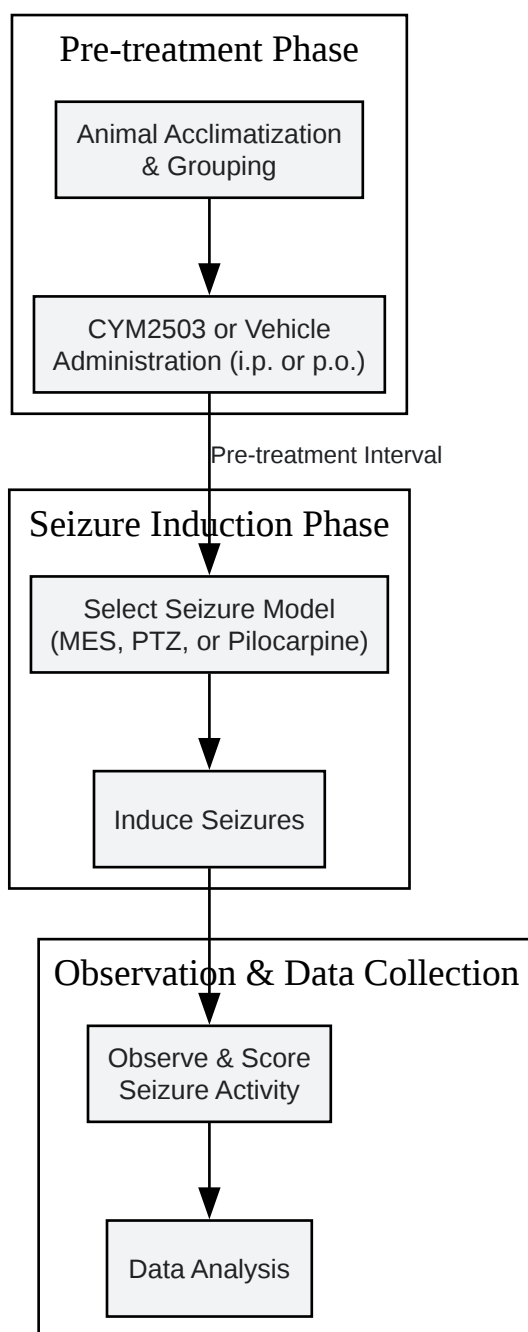 Pre-treatment Phase
Animal Acclimatization
& Grouping
CYM2503 or Vehicle
Administration (i.p. or p.o.)
Pre-treatment Interval
Seizure Induction Phase
Select Seizure Model
(MES, PTZ, or Pilocarpine)
Induce Seizures
Observation & Data Collection
Observe & Score
Seizure Activity
Data Analysis